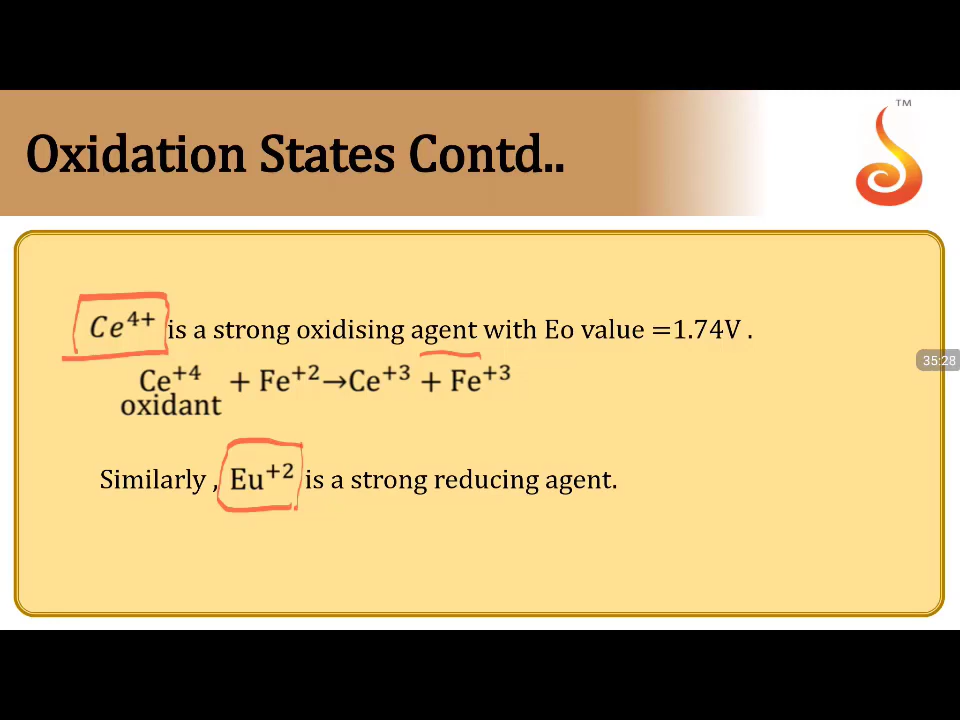 TM
Oxidation States Contd..
Ce⁴⁺ is a strong oxidising agent with Eo value =1.74V .
Ce⁺⁴ + Fe⁺² →Ce⁺³ + Fe⁺³
oxidant
35:28
Similarly , Eu⁺² is a strong reducing agent.